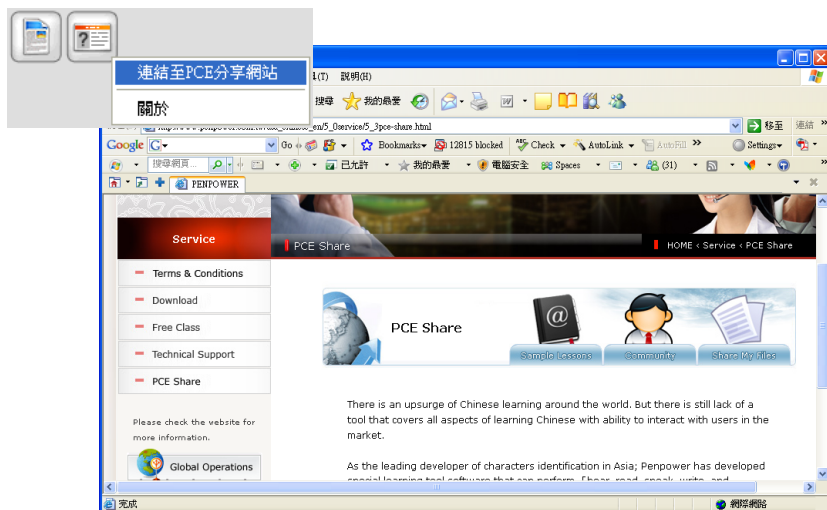 連結至PCE分享網站
關於
(T) 說明(H)
搜尋 我的最愛
en/5_0service/5_3pce-share.html
移至 連結 »
Google G Go Bookmarks 12815 blocked Check AutoLink AutoFill » Settings
搜尋網頁... 已允許 我的最愛 電腦安全 Spaces (31) »
PENPOWER
Service
PCE Share
HOME ‹ Service ‹ PCE Share
Terms & Conditions
Download
Free Class
Technical Support
PCE Share
PCE Share
@
Sample Lessons Community Share My Files
Please check the website for
more information.
Global Operations
There is an upsurge of Chinese learning around the world. But there is still lack of a
tool that covers all aspects of learning Chinese with ability to interact with users in the
market.
As the leading developer of characters identification in Asia; Penpower has developed
完成
網際網路